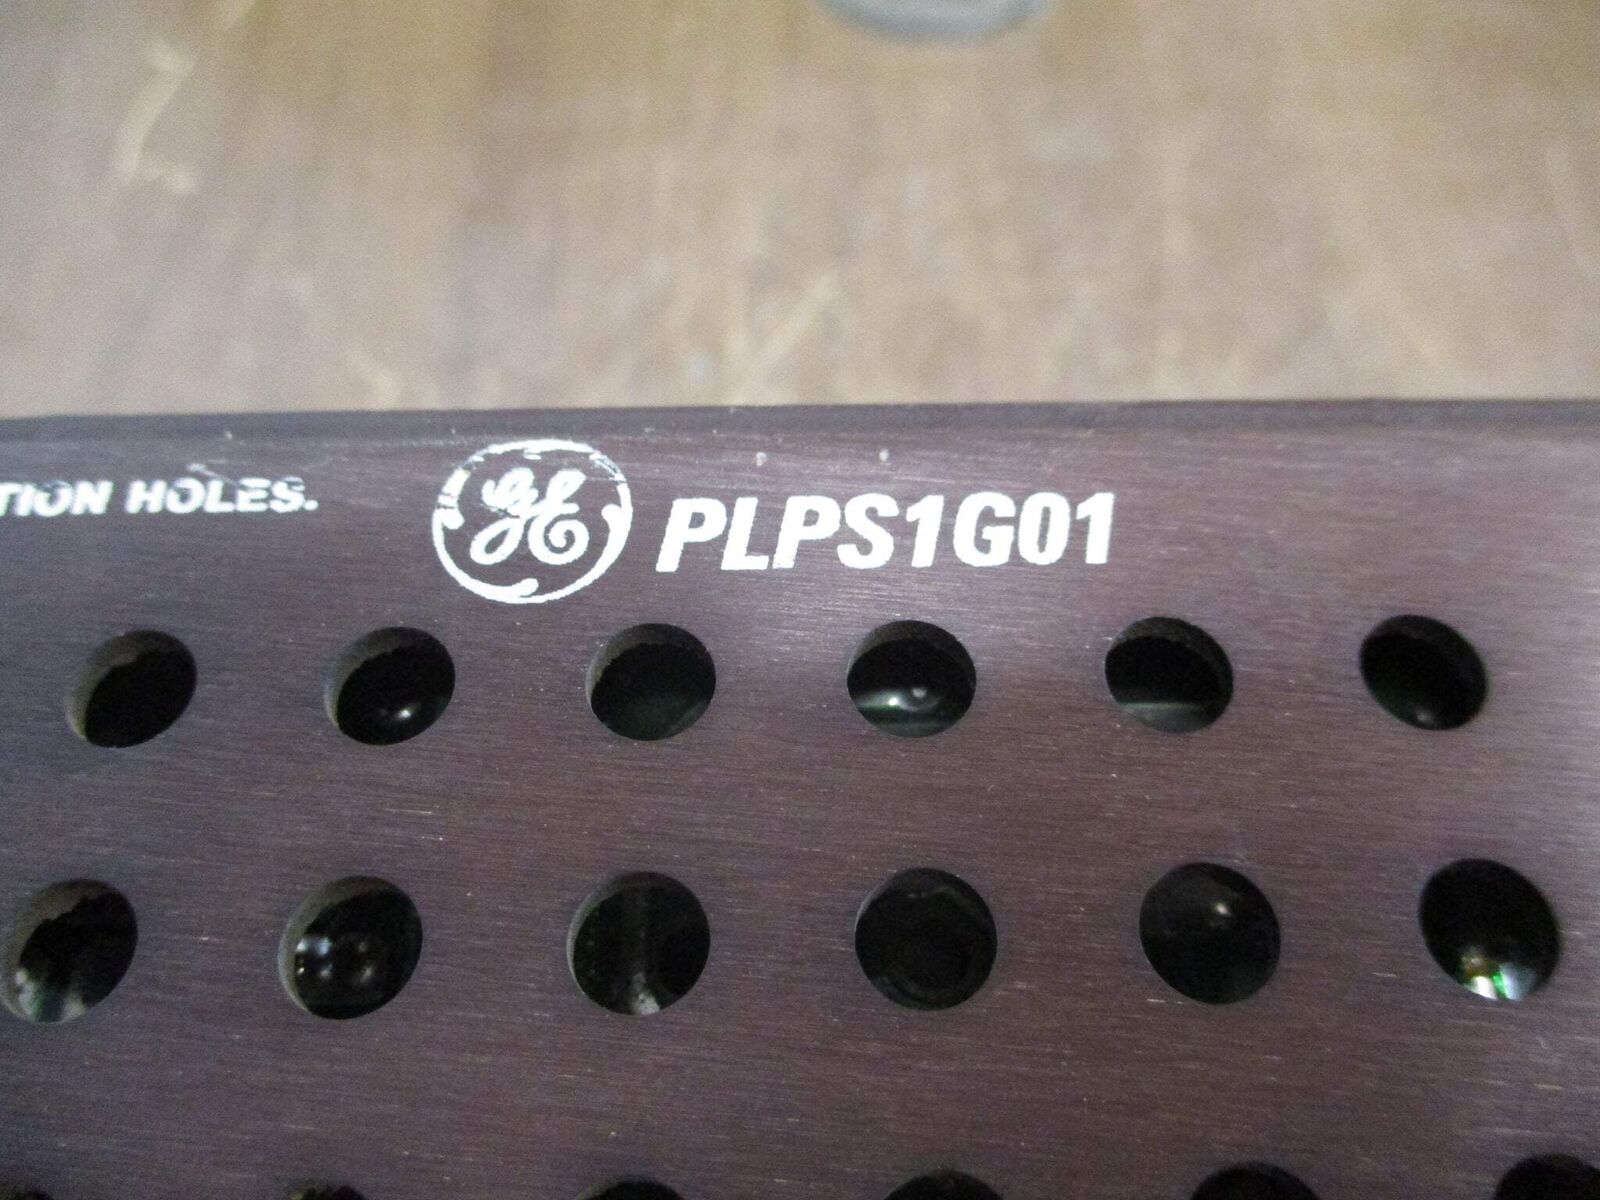 TION HOLES. GE PLPS1G01